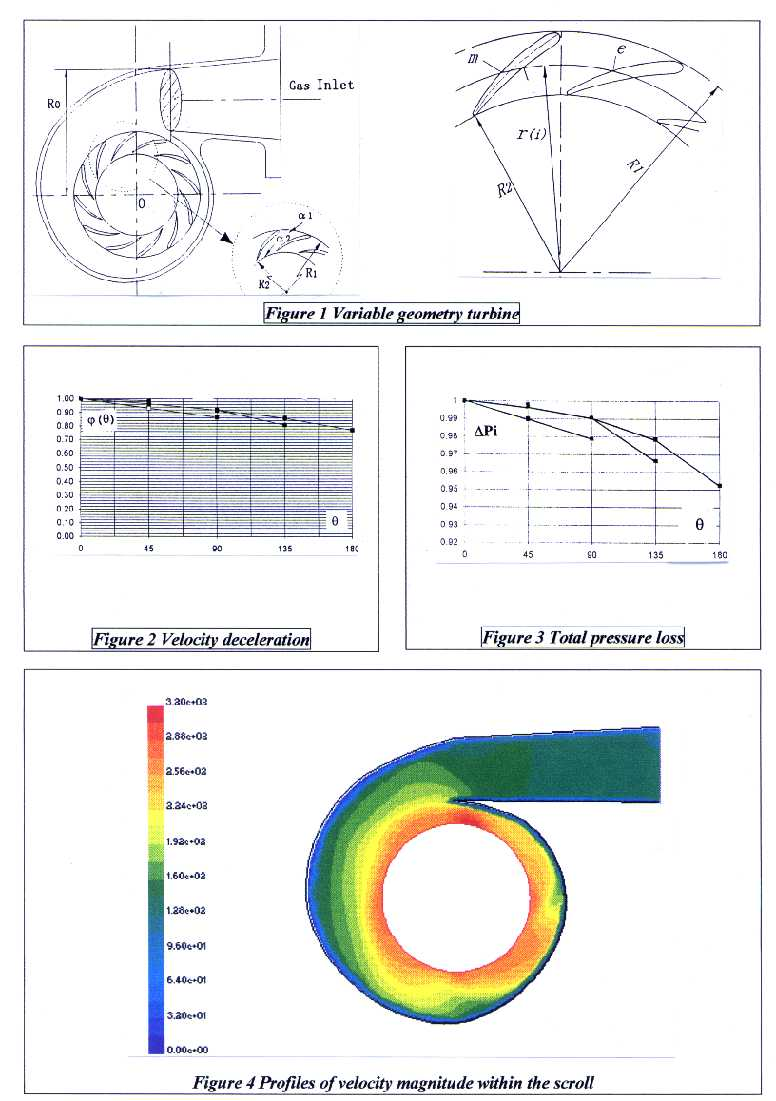 Gas Inlet
Ro
O
α1
R2
R1
m
e
r(i)
R2
R1
Figure 1 Variable geometry turbine
1.00
0.90
0.80
0.70
0.60
0.50
0.40
0.30
0.20
0.10
0.00
φ (θ)
θ
0 45 90 135 180
Figure 2 Velocity deceleration
1
0.99
0.98
0.97
0.96
0.95
0.94
0.93
0.92
ΔPi
θ
0 45 90 135 180
Figure 3 Total pressure loss
3.20e+02
2.88e+02
2.56e+02
2.24e+02
1.92e+02
1.60e+02
1.28e+02
9.60e+01
6.40e+01
3.20e+01
0.00e+00
Figure 4 Profiles of velocity magnitude within the scroll